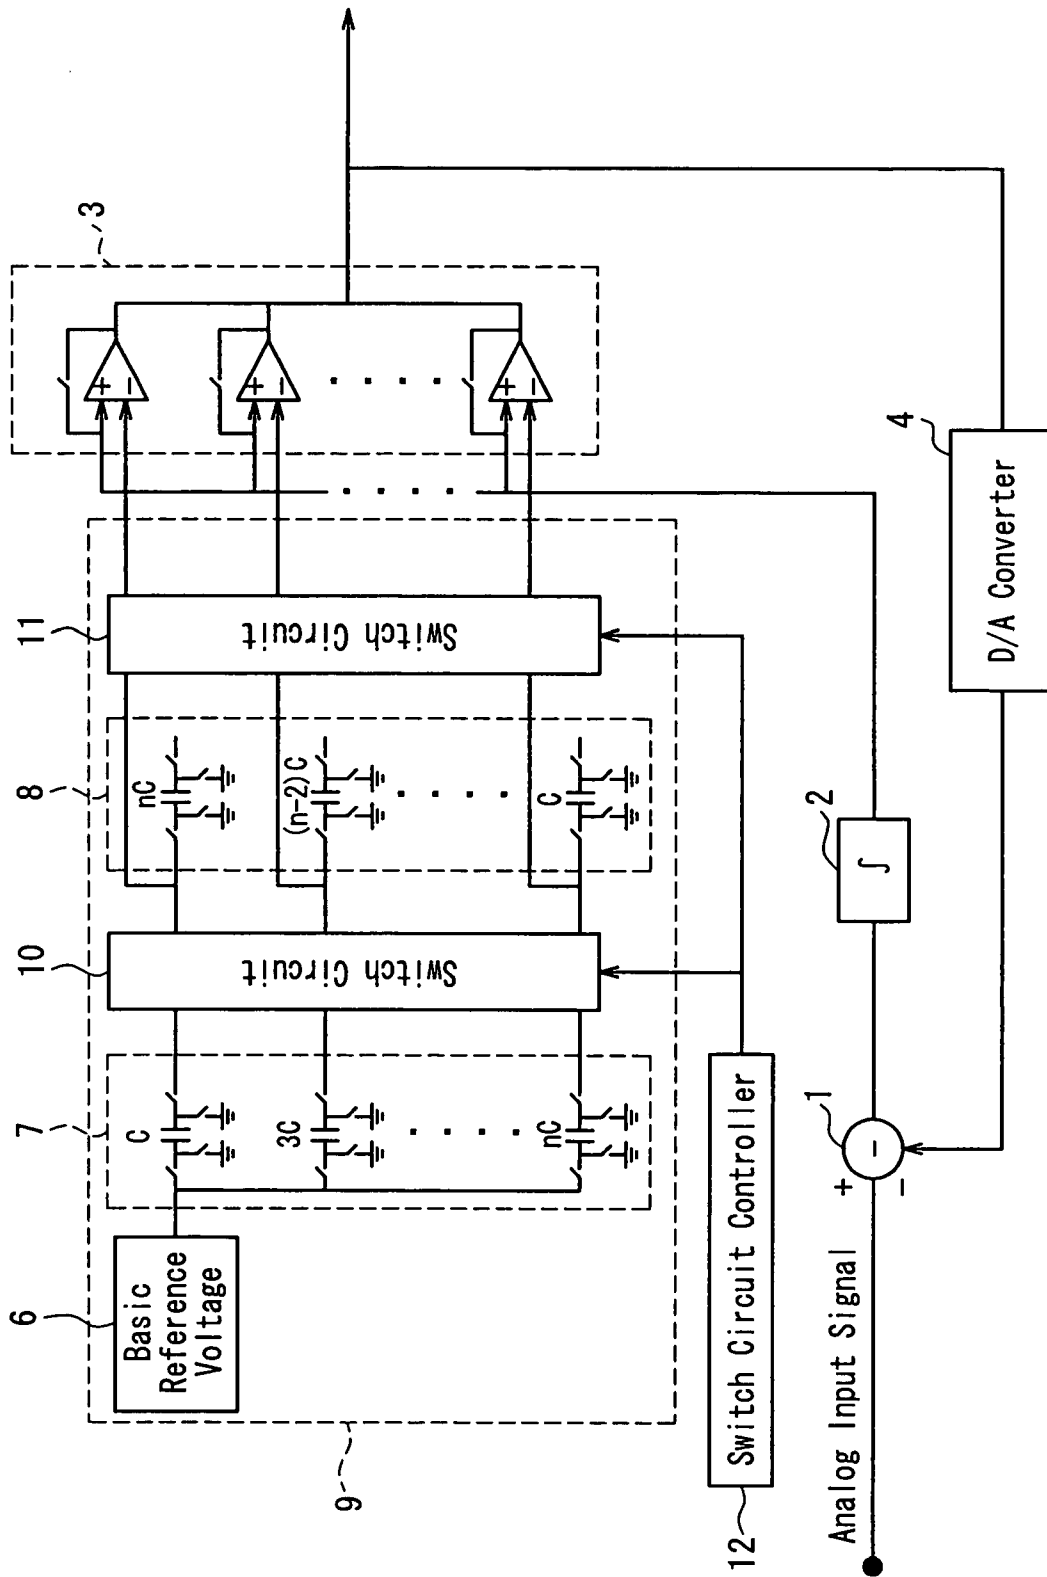 3
11
Switch Circuit
8
nC
(n-2)C
C
10
Switch Circuit
7
C
3C
nC
6
Basic
Reference
Voltage
9
+
−
+
−
+
−
4
D/A Converter
2
∫
1
+
−
−
12
Switch Circuit Controller
Analog Input Signal